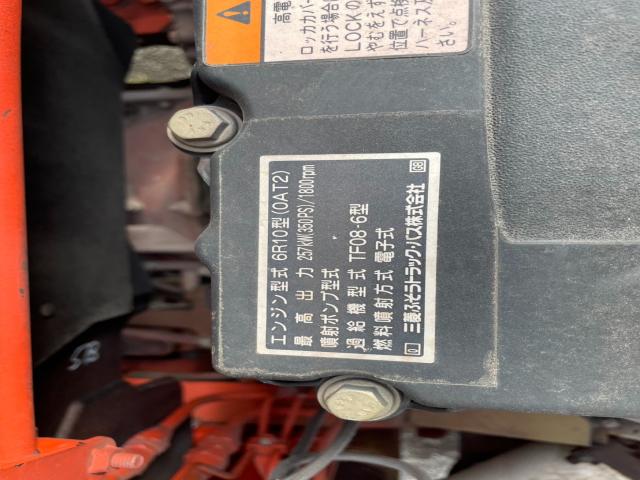 高電
ロッカカバー
を行う場合
LOCKの
やむをえず
位置で点検
ハーネス及
さい。
エンジン型式 6R10型(0AT2)
最高出力 257kW(350PS)/1800rpm
噴射ポンプ型式
過給機型式 TF08-6型
燃料噴射方式 電子式
三菱ふそうトラック・バス株式会社 GB